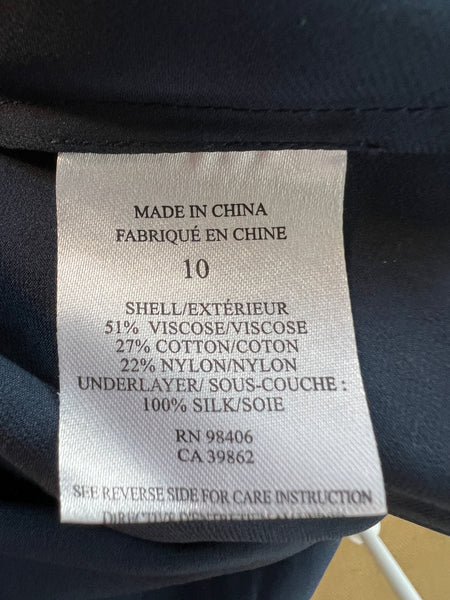 MADE IN CHINA
FABRIQUÉ EN CHINE
10
SHELL/EXTÉRIEUR
51% VISCOSE/VISCOSE
27% COTTON/COTON
22% NYLON/NYLON
UNDERLAYER/ SOUS-COUCHE :
100% SILK/SOIE
RN 98406
CA 39862
SEE REVERSE SIDE FOR CARE INSTRUCTION